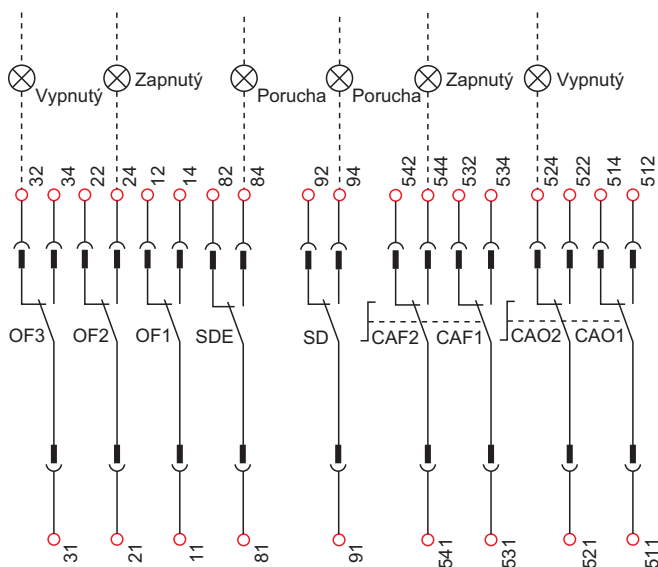 Vypnutý
Zapnutý
Porucha
Porucha
Zapnutý
Vypnutý
32
34
22
24
12
14
82
84
92
94
542
544
532
534
524
522
514
512
OF3
OF2
OF1
SDE
SD
CAF2
CAF1
CAO2
CAO1
31
21
11
81
91
541
531
521
511